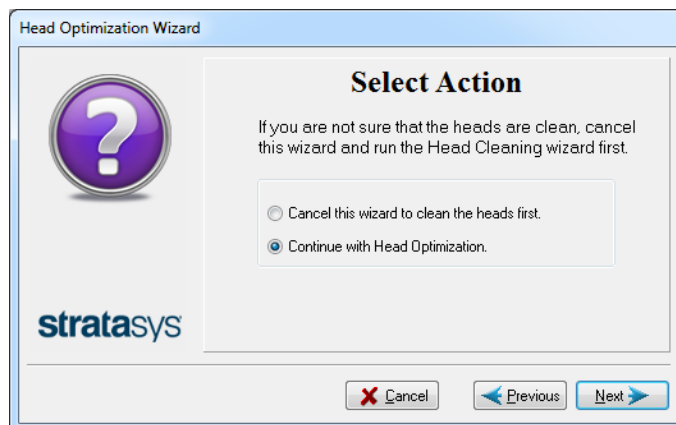 Head Optimization Wizard
Select Action
If you are not sure that the heads are clean, cancel
this wizard and run the Head Cleaning wizard first.
Cancel this wizard to clean the heads first.
Continue with Head Optimization.
stratasys
Cancel Previous Next